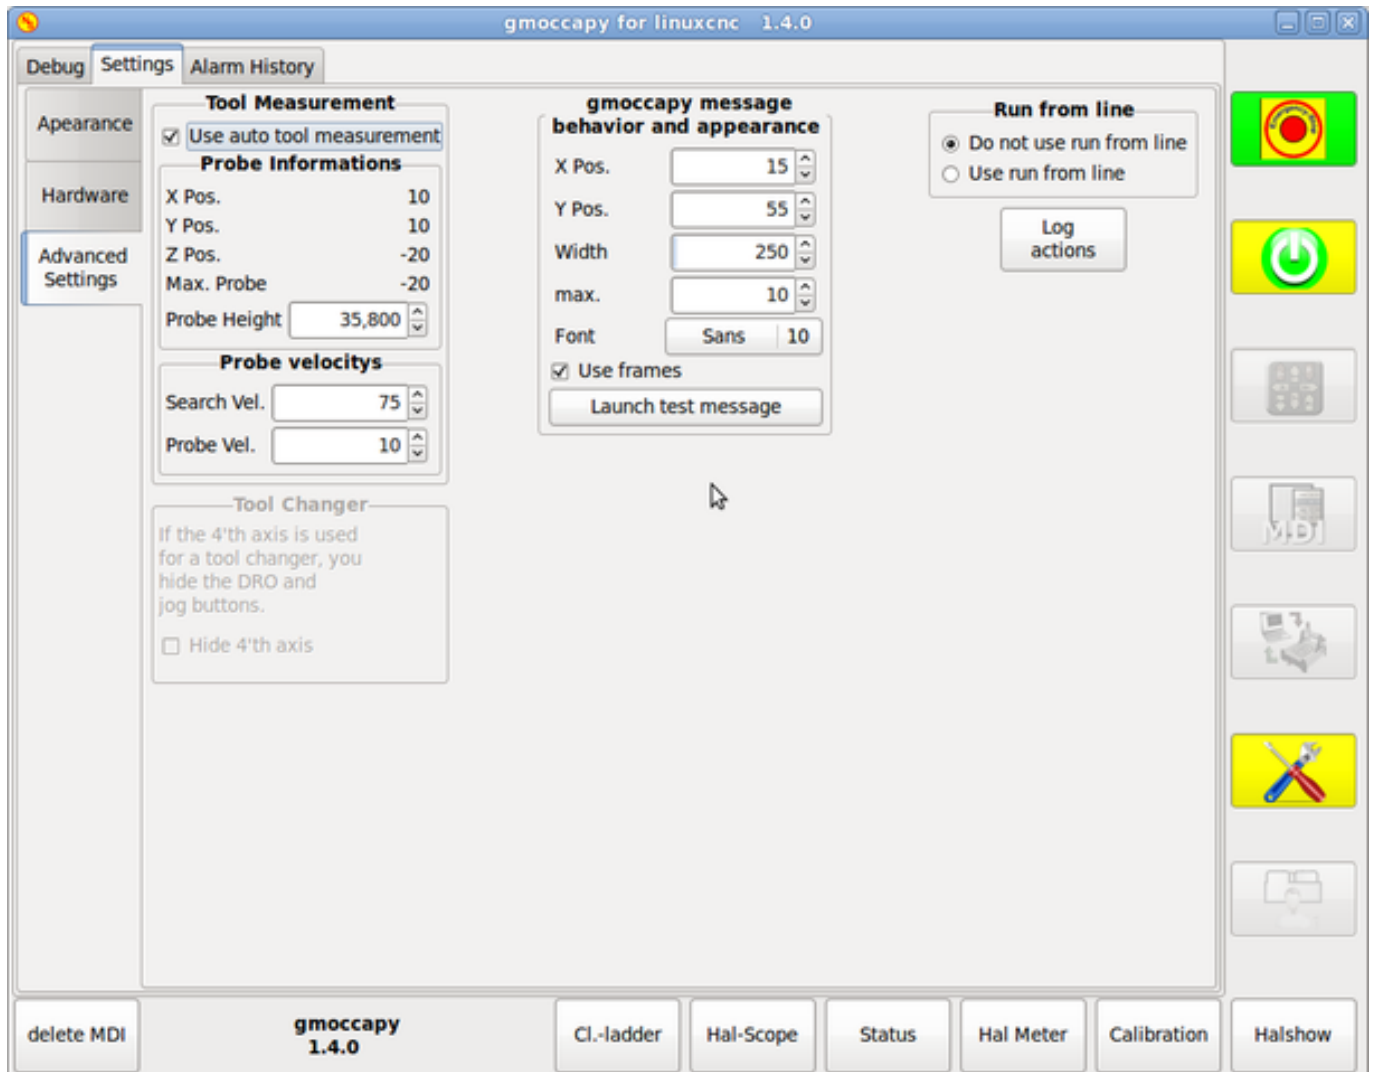 gmoccapy for linuxcnc 1.4.0
Debug
Settings
Alarm History
Apearance
Hardware
Advanced
Settings
Tool Measurement
Use auto tool measurement
Probe Informations
X Pos. 10
Y Pos. 10
Z Pos. -20
Max. Probe -20
Probe Height 35,800
Probe velocitys
Search Vel. 75
Probe Vel. 10
Tool Changer
If the 4'th axis is used
for a tool changer, you
hide the DRO and
jog buttons.
Hide 4'th axis
gmoccapy message
behavior and appearance
X Pos. 15
Y Pos. 55
Width 250
max. 10
Font Sans 10
Use frames
Launch test message
Run from line
Do not use run from line
Use run from line
Log
actions
MDI
delete MDI
gmoccapy
1.4.0
Cl.-ladder
Hal-Scope
Status
Hal Meter
Calibration
Halshow